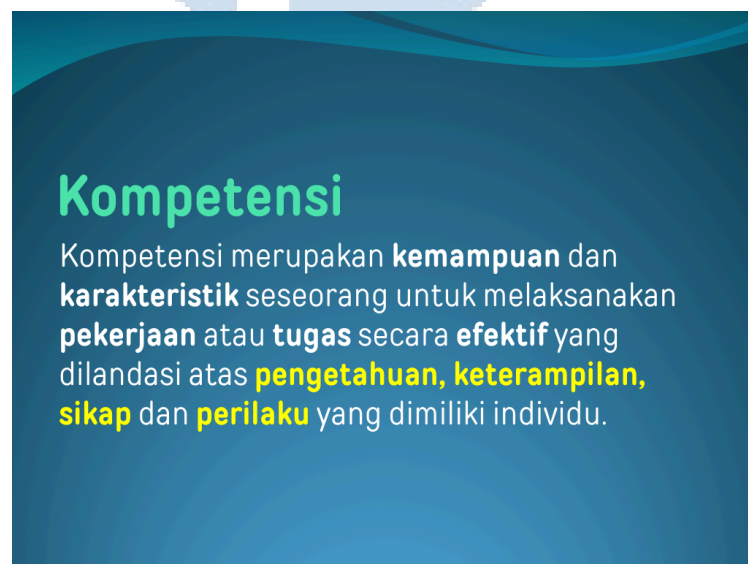 Kompetensi
Kompetensi merupakan kemampuan dan
karakteristik seseorang untuk melaksanakan
pekerjaan atau tugas secara efektif yang
dilandasi atas pengetahuan, keterampilan,
sikap dan perilaku yang dimiliki individu.